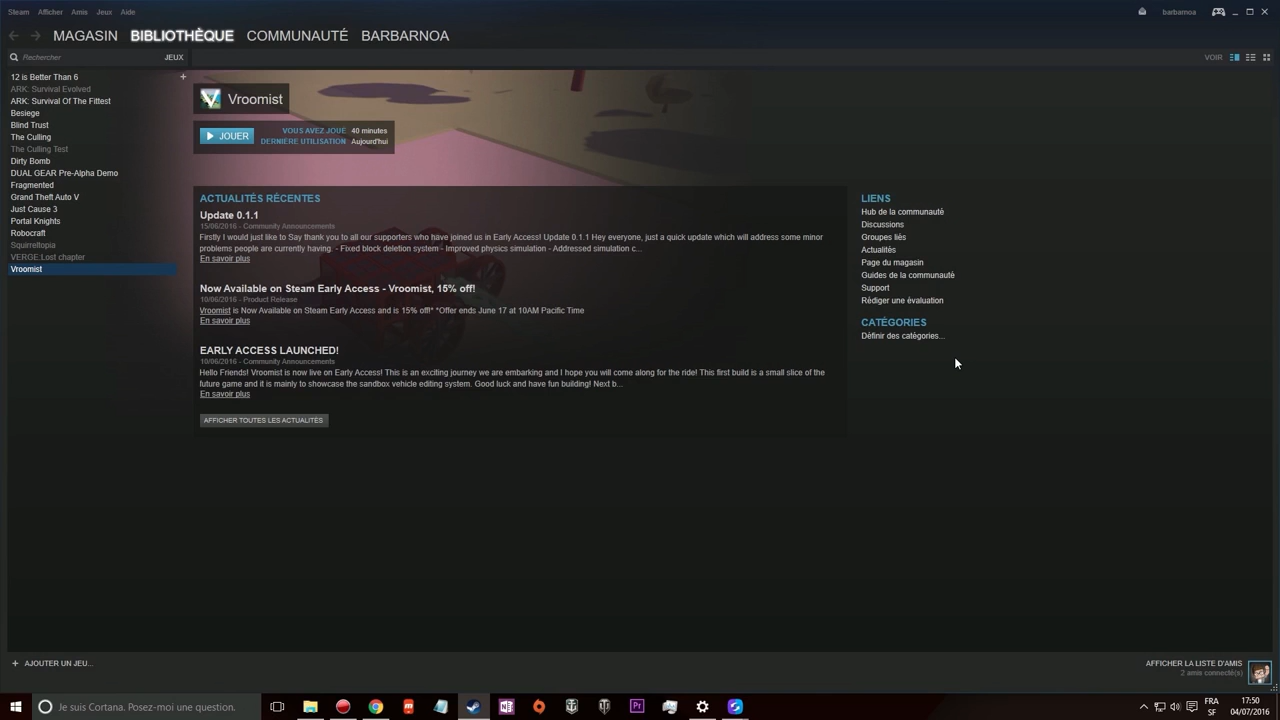 Steam Afficher Amis Jeux Aide
barbarnoa
MAGASIN BIBLIOTHÈQUE COMMUNAUTÉ BARBARNOA
Rechercher JEUX
VOIR
12 is Better Than 6
ARK: Survival Evolved
ARK: Survival Of The Fittest
Besiege
Blind Trust
The Culling
The Culling Test
Dirty Bomb
DUAL GEAR Pre-Alpha Demo
Fragmented
Grand Theft Auto V
Just Cause 3
Portal Knights
Robocraft
Squireltopia
VERGE:Lost chapter
Vroomist
Vroomist
JOUER
VOUS AVEZ JOUÉ 40 minutes
DERNIÈRE UTILISATION Aujourd'hui
ACTUALITÉS RÉCENTES
Update 0.1.1
15/06/2016 - Community Announcements
Firstly I would just like to Say thank you to all our supporters who have joined us in Early Access! Update 0.1.1 Hey everyone, just a quick update which will address some minor
problems people are currently having. - Fixed block deletion system - Improved physics simulation - Addressed simulation c...
En savoir plus
Now Available on Steam Early Access - Vroomist, 15% off!
10/06/2016 - Product Release
Vroomist is Now Available on Steam Early Access and is 15% off!* *Offer ends June 17 at 10AM Pacific Time
En savoir plus
EARLY ACCESS LAUNCHED!
10/06/2016 - Community Announcements
Hello Friends! Vroomist is now live on Early Access! This is an exciting journey we are embarking and I hope you will come along for the ride! This first build is a small slice of the
future game and it is mainly to showcase the sandbox vehicle editing system. Good luck and have fun building! Next b...
En savoir plus
AFFICHER TOUTES LES ACTUALITÉS
LIENS
Hub de la communauté
Discussions
Groupes liés
Actualités
Page du magasin
Guides de la communauté
Support
Rédiger une évaluation
CATÉGORIES
Définir des catégories...
+ AJOUTER UN JEU...
AFFICHER LA LISTE D'AMIS
2 amis connecté(s)
Je suis Cortana. Posez-moi une question.
FRA
SF
17:50
04/07/2016